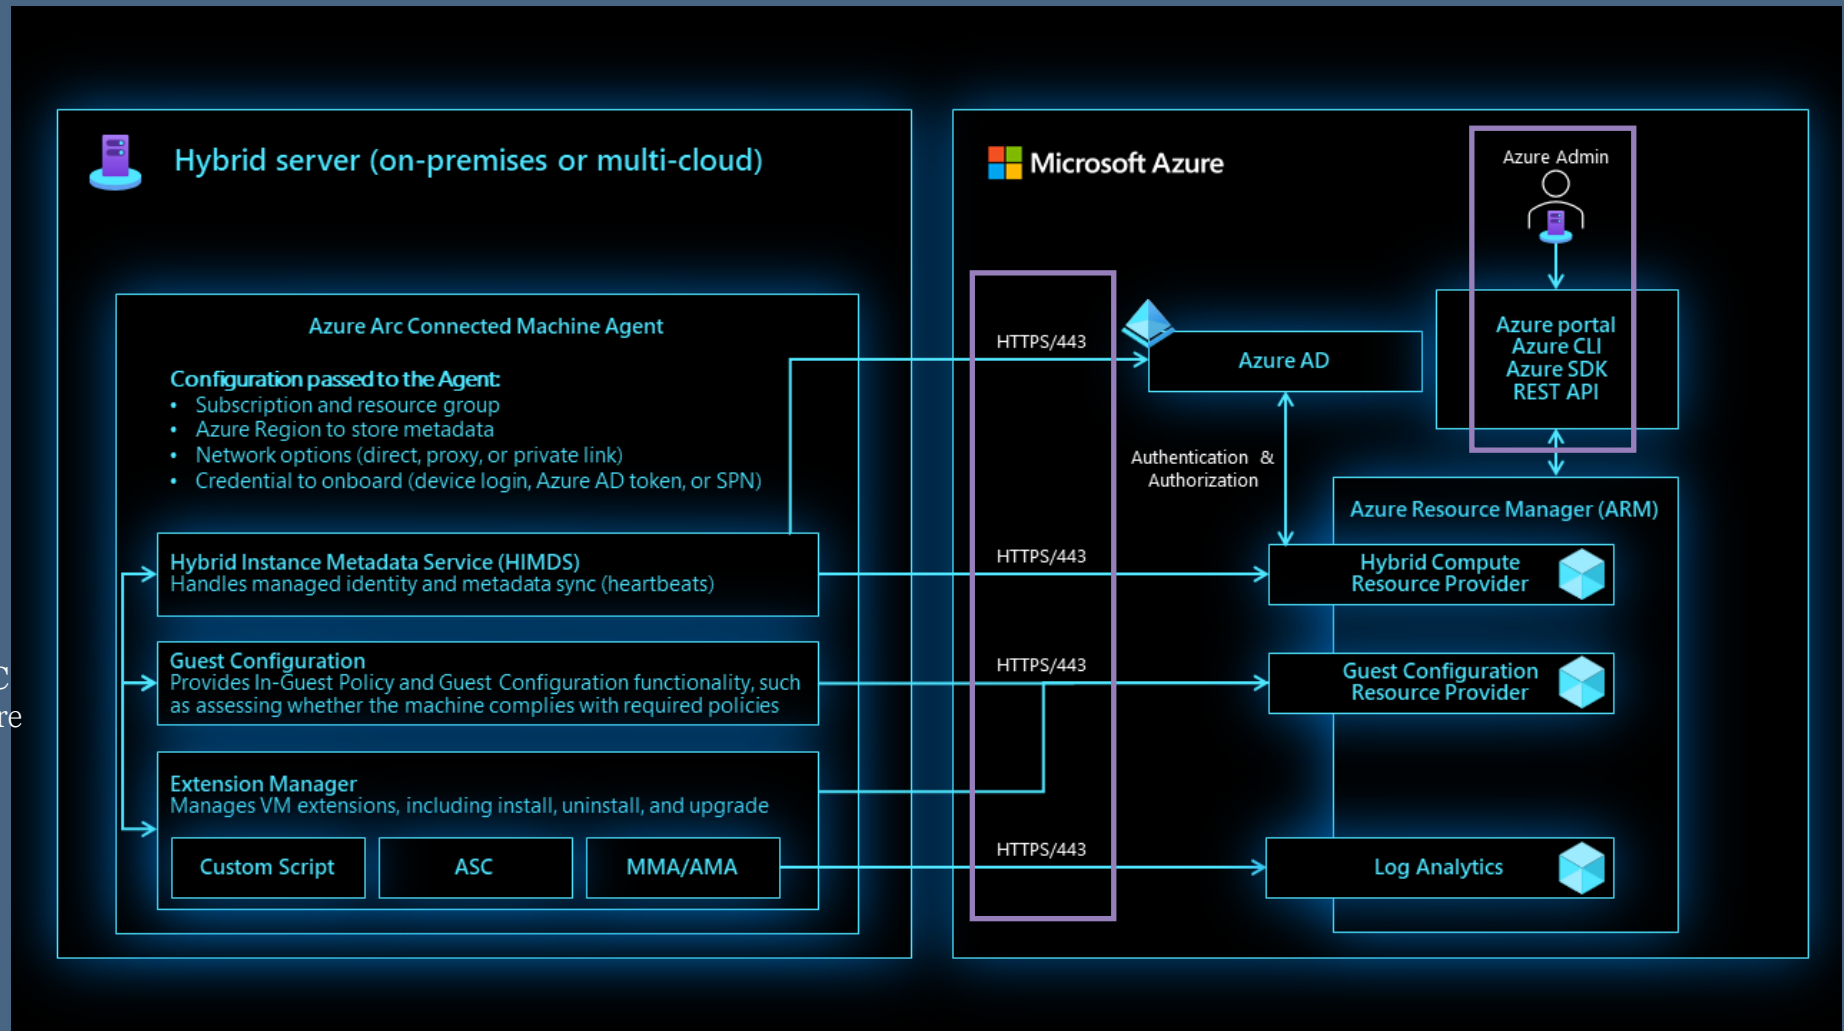 Hybrid server (on-premises or multi-cloud)
Azure Arc Connected Machine Agent
Configuration passed to the Agent:
• Subscription and resource group
• Azure Region to store metadata
• Network options (direct, proxy, or private link)
• Credential to onboard (device login, Azure AD token, or SPN)
Hybrid Instance Metadata Service (HIMDS)
Handles managed identity and metadata sync (heartbeats)
Guest Configuration
Provides In-Guest Policy and Guest Configuration functionality, such
as assessing whether the machine complies with required policies
Extension Manager
Manages VM extensions, including install, uninstall, and upgrade
Custom Script
ASC
MMA/AMA
Microsoft Azure
Azure Admin
HTTPS/443
Azure AD
Azure portal
Azure CLI
Azure SDK
REST API
Authentication &
Authorization
Azure Resource Manager (ARM)
HTTPS/443
Hybrid Compute
Resource Provider
HTTPS/443
Guest Configuration
Resource Provider
HTTPS/443
Log Analytics